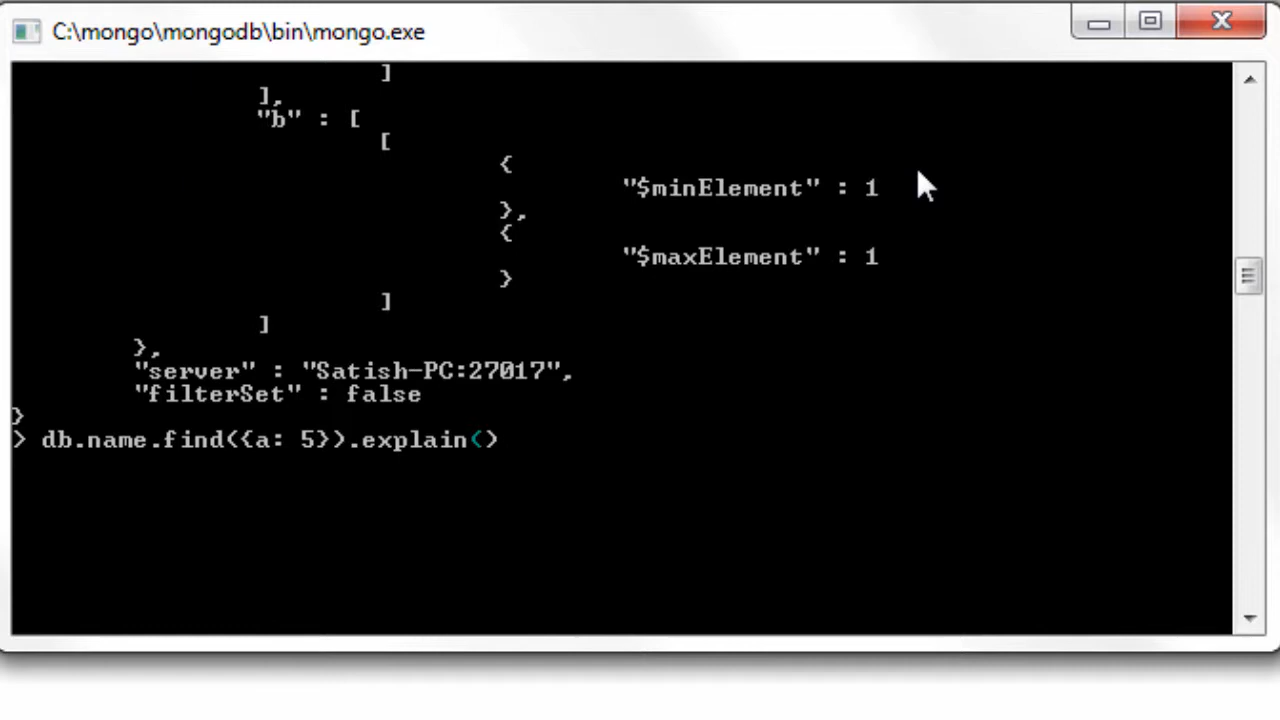 C:\mongo\mongodb\bin\mongo.exe
]
],
"b" : [
[
{
"$minElement" : 1
},
{
"$maxElement" : 1
}
]
]
},
"server" : "Satish-PC:27017",
"filterSet" : false
}
> db.name.find({a: 5}).explain()